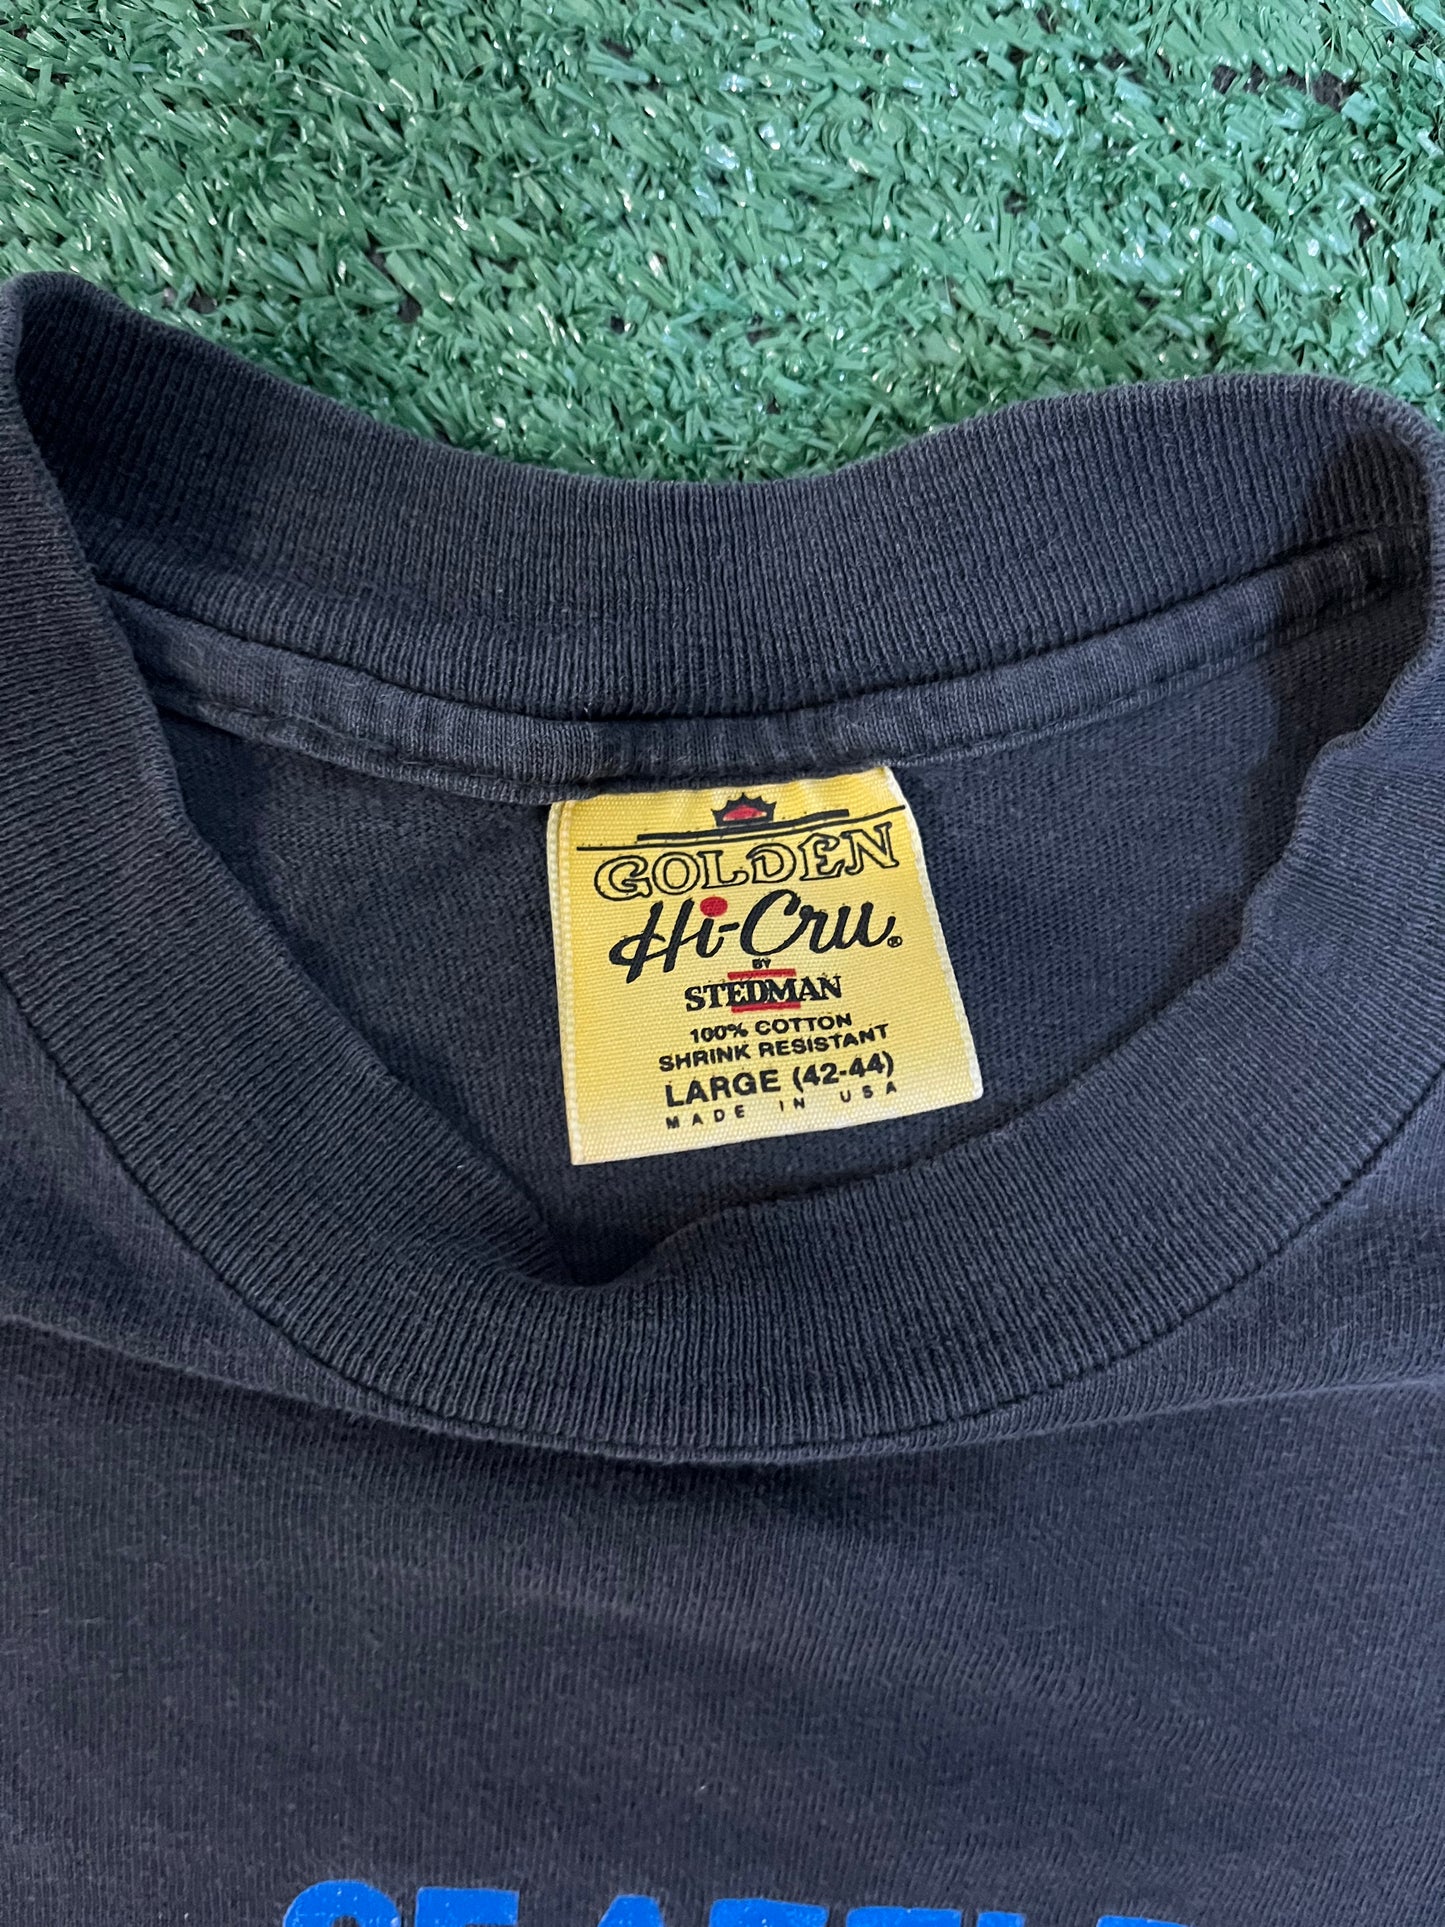 GOLDEN
Hi-Cru®
BY
STEDMAN
100% COTTON
SHRINK RESISTANT
LARGE (42-44)
MADE IN USA